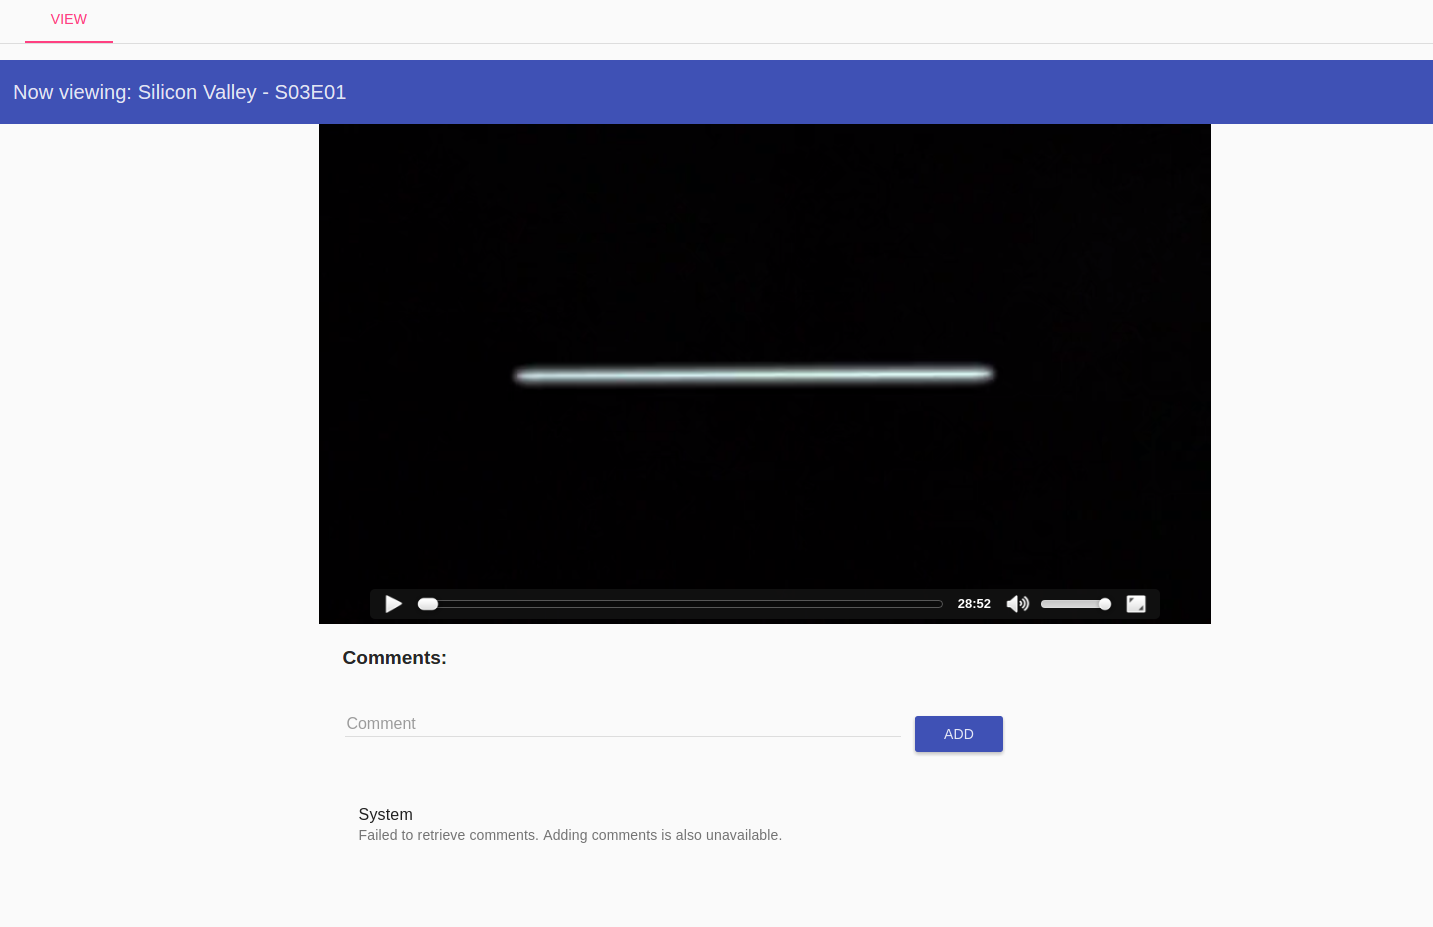 VIEW
Now viewing: Silicon Valley - S03E01
28:52
Comments:
Comment
ADD
System
Failed to retrieve comments. Adding comments is also unavailable.